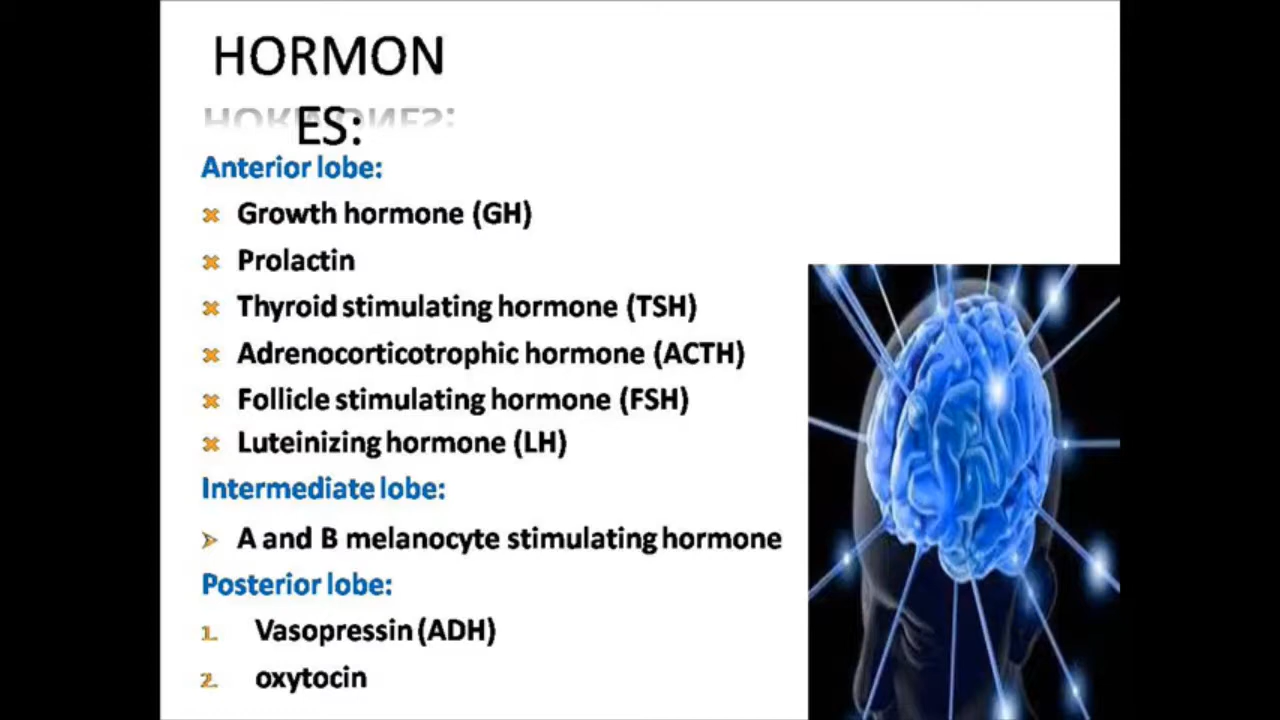 HORMON
ES:
HORMONES:
Anterior lobe:
Growth hormone (GH)
Prolactin
Thyroid stimulating hormone (TSH)
Adrenocorticotrophic hormone (ACTH)
Follicle stimulating hormone (FSH)
Luteinizing hormone (LH)
Intermediate lobe:
A and B melanocyte stimulating hormone
Posterior lobe:
1. Vasopressin (ADH)
2. oxytocin